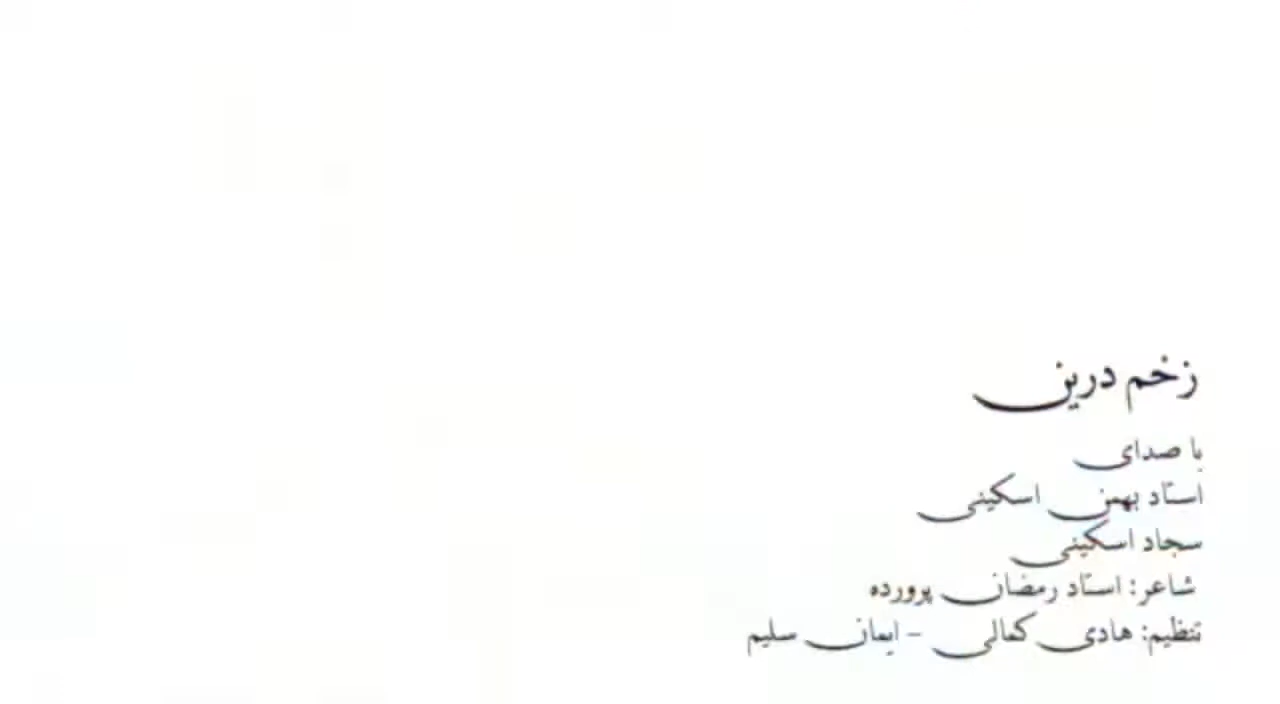 زخم درین
با صدای
استاد بهمن اسکینی
سجاد اسکینی
شاعر: استاد رمضان پرورده
تنظیم: هادی کمالی - ایمان سلیم